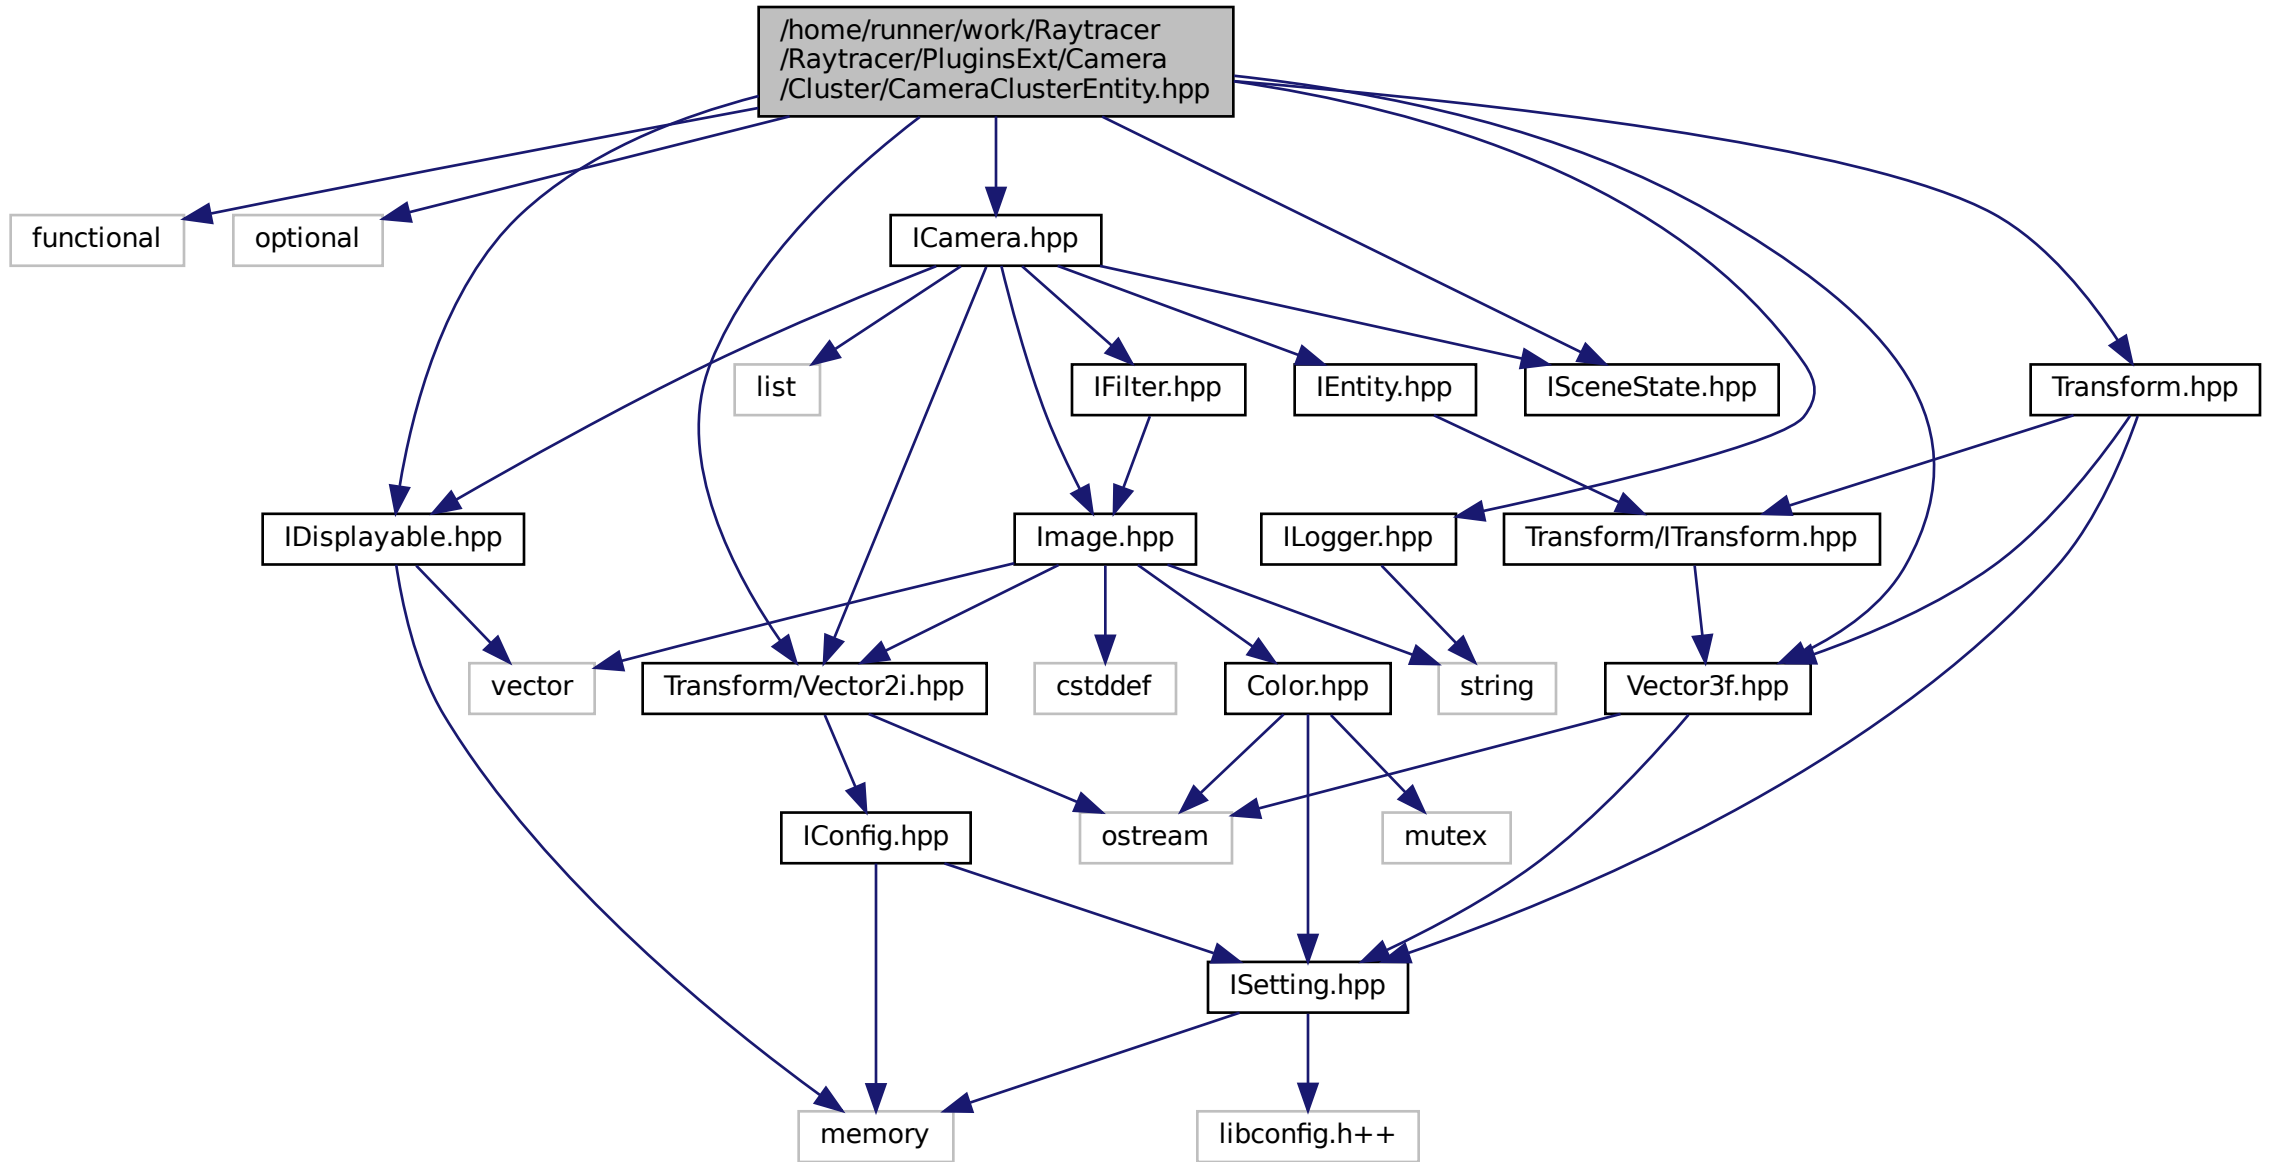 /home/runner/work/Raytracer
/Raytracer/PluginsExt/Camera
/Cluster/CameraClusterEntity.hpp
functional
optional
ICamera.hpp
list
IFilter.hpp
IEntity.hpp
ISceneState.hpp
Transform.hpp
IDisplayable.hpp
Image.hpp
ILogger.hpp
Transform/ITransform.hpp
vector
Transform/Vector2i.hpp
cstddef
Color.hpp
string
Vector3f.hpp
IConfig.hpp
ostream
mutex
ISetting.hpp
memory
libconfig.h++